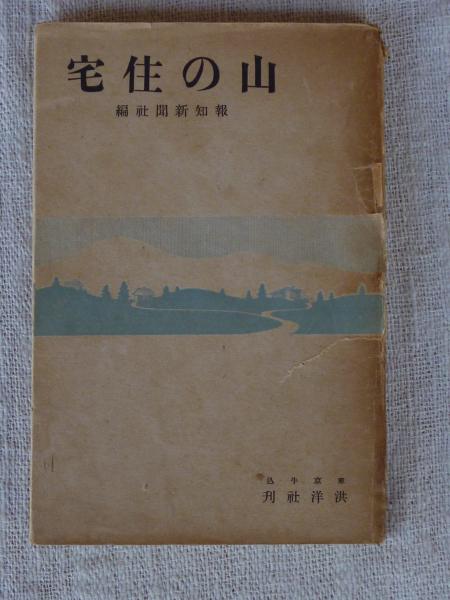 山の住宅
報知新聞社編
東京牛込
洪洋社刊